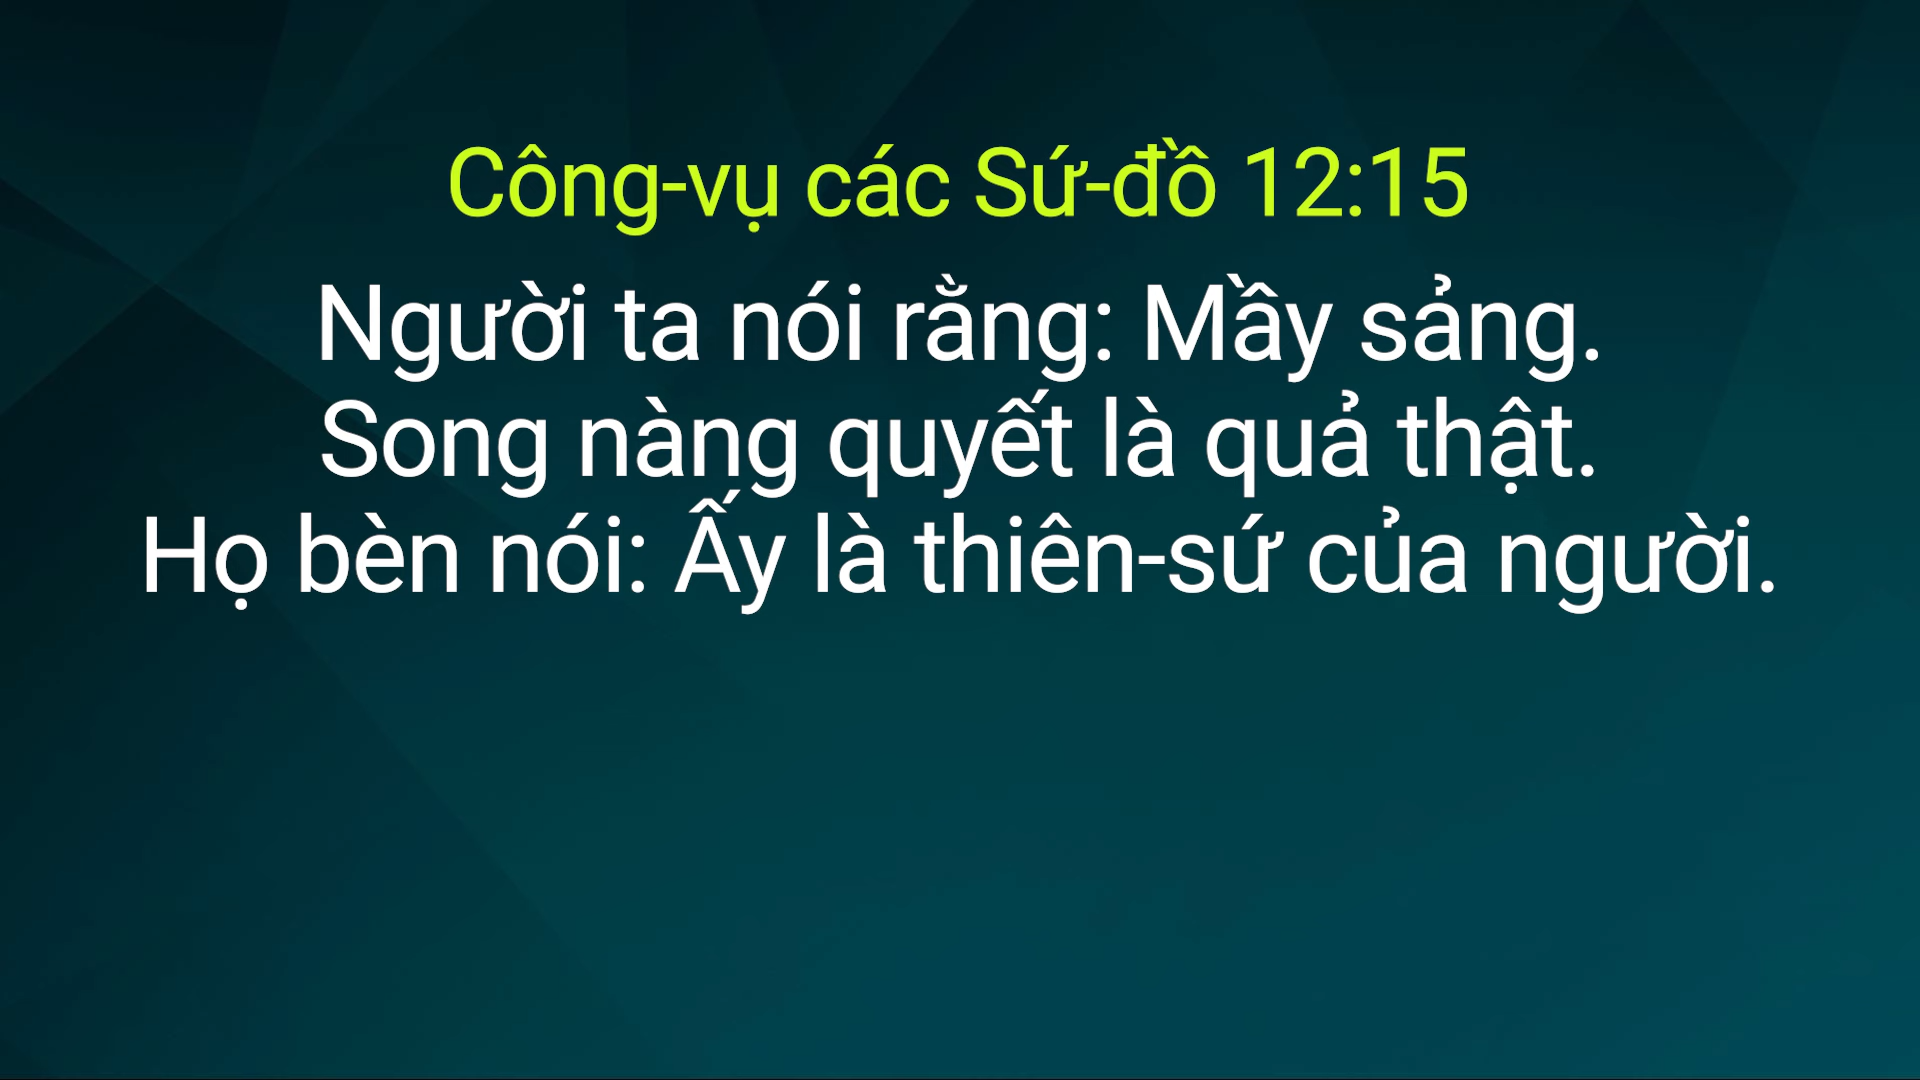 Công-vụ các Sứ-đồ 12:15
Người ta nói rằng: Mầy sảng.
Song nàng quyết là quả thật.
Họ bèn nói: Ấy là thiên-sứ của người.